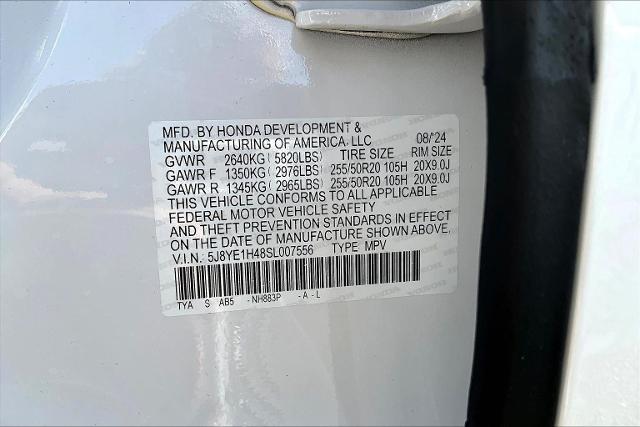 MFD. BY HONDA DEVELOPMENT &
MANUFACTURING OF AMERICA, LLC 08/'24
GVWR 2640KG (5820LBS) TIRE SIZE RIM SIZE
GAWR F 1350KG (2976LBS) 255/50R20 105H 20X9.0J
GAWR R 1345KG (2965LBS) 255/50R20 105H 20X9.0J
THIS VEHICLE CONFORMS TO ALL APPLICABLE
FEDERAL MOTOR VEHICLE SAFETY
AND THEFT PREVENTION STANDARDS IN EFFECT
ON THE DATE OF MANUFACTURE SHOWN ABOVE.
V.I.N. 5J8YE1H48SL007556 TYPE MPV
TYA S AB5 -NH883P -A-L